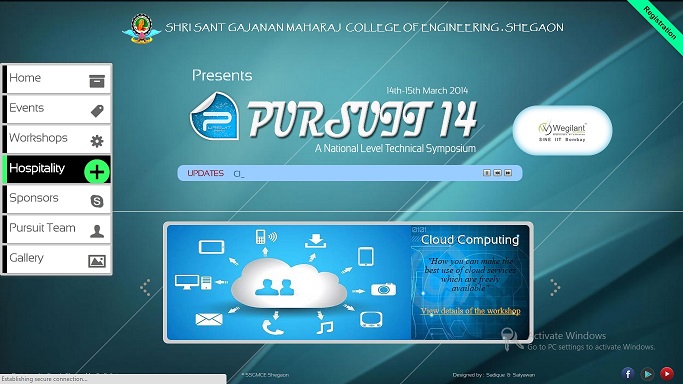 SHRI SANT GAJANAN MAHARAJ COLLEGE OF ENGINEERING, SHEGAON
Registration
Presents
14th-15th March 2014
PURSUIT 14
A National Level Technical Symposium
Wegilant
SINE IIT Bombay
UPDATES
Cl_
Home
Events
Workshops
Hospitality
Sponsors
Pursuit Team
Gallery
0101
Cloud Computing
"How you can make the
best use of cloud services
which are freely
available"
View details of the workshop
Activate Windows
Go to PC settings to activate Windows.
Establishing secure connection...
SSGMCE Shegaon
Designed by : Sadique & Satyawan